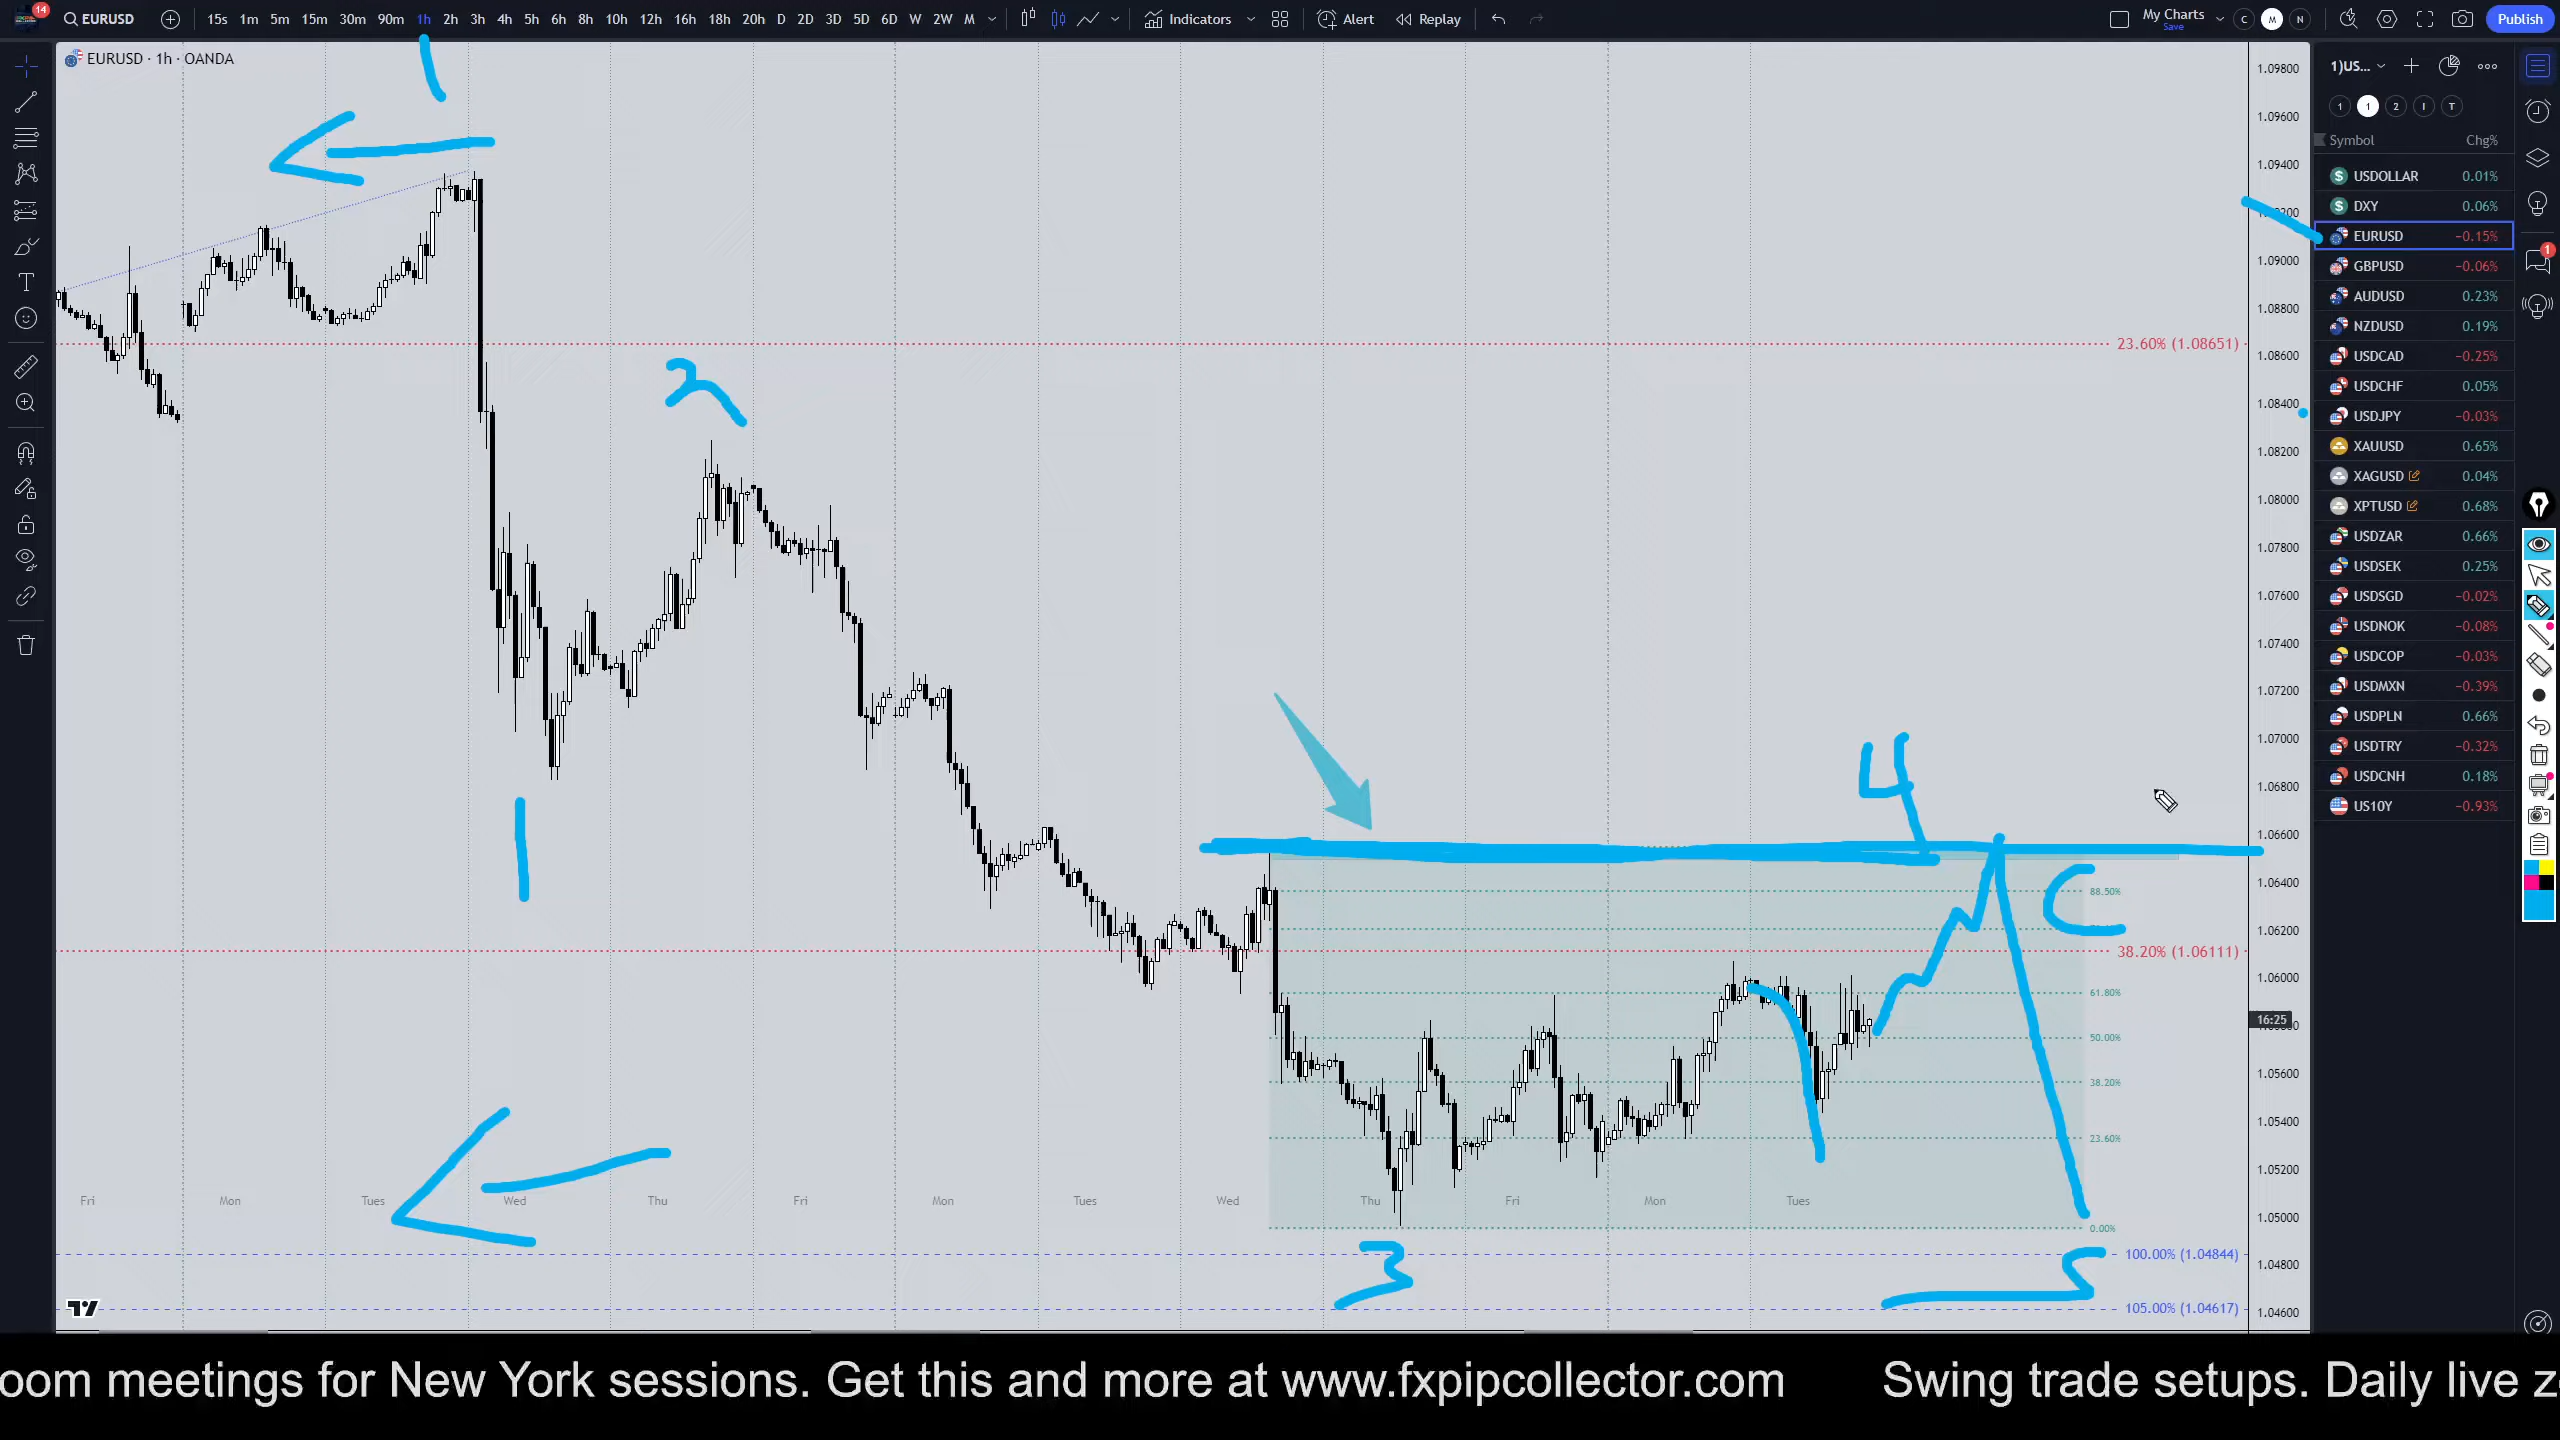 14
EURUSD
15s 1m 5m 15m 30m 90m 1h 2h 3h 4h 5h 6h 8h 10h 12h 16h 18h 20h D 2D 3D 5D 6D W 2W M
Indicators
Alert
Replay
My Charts
Save
C M N
Publish
EURUSD · 1h · OANDA
1)US...
1 1 2 I T
Symbol Chg%
USDOLLAR 0.01%
DXY 0.06%
EURUSD −0.15%
GBPUSD −0.06%
AUDUSD 0.23%
NZDUSD 0.19%
USDCAD −0.25%
USDCHF 0.05%
USDJPY −0.03%
XAUUSD 0.65%
XAGUSD 0.04%
XPTUSD 0.68%
USDZAR 0.66%
USDSEK 0.25%
USDSGD −0.02%
USDNOK −0.08%
USDCOP −0.03%
USDMXN −0.39%
USDPLN 0.66%
USDTRY −0.32%
USDCNH 0.18%
US10Y −0.93%
1
1.09800
1.09600
1.09400
1.09000
1.08800
1.08600
1.08400
1.08200
1.08000
1.07800
1.07600
1.07400
1.07200
1.07000
1.06800
1.06600
1.06400
1.06200
1.06000
16:25
1.05600
1.05400
1.05200
1.05000
1.04800
1.04600
23.60% (1.08651)
2
1
4
C
88.50%
38.20% (1.06111)
61.80%
50.00%
38.20%
23.60%
0.00%
Fri Mon Tues Wed Thu Fri Mon Tues Wed Thu Fri Mon Tues
3
5
100.00% (1.04844)
105.00% (1.04617)
oom meetings for New York sessions. Get this and more at www.fxpipcollector.com Swing trade setups. Daily live z